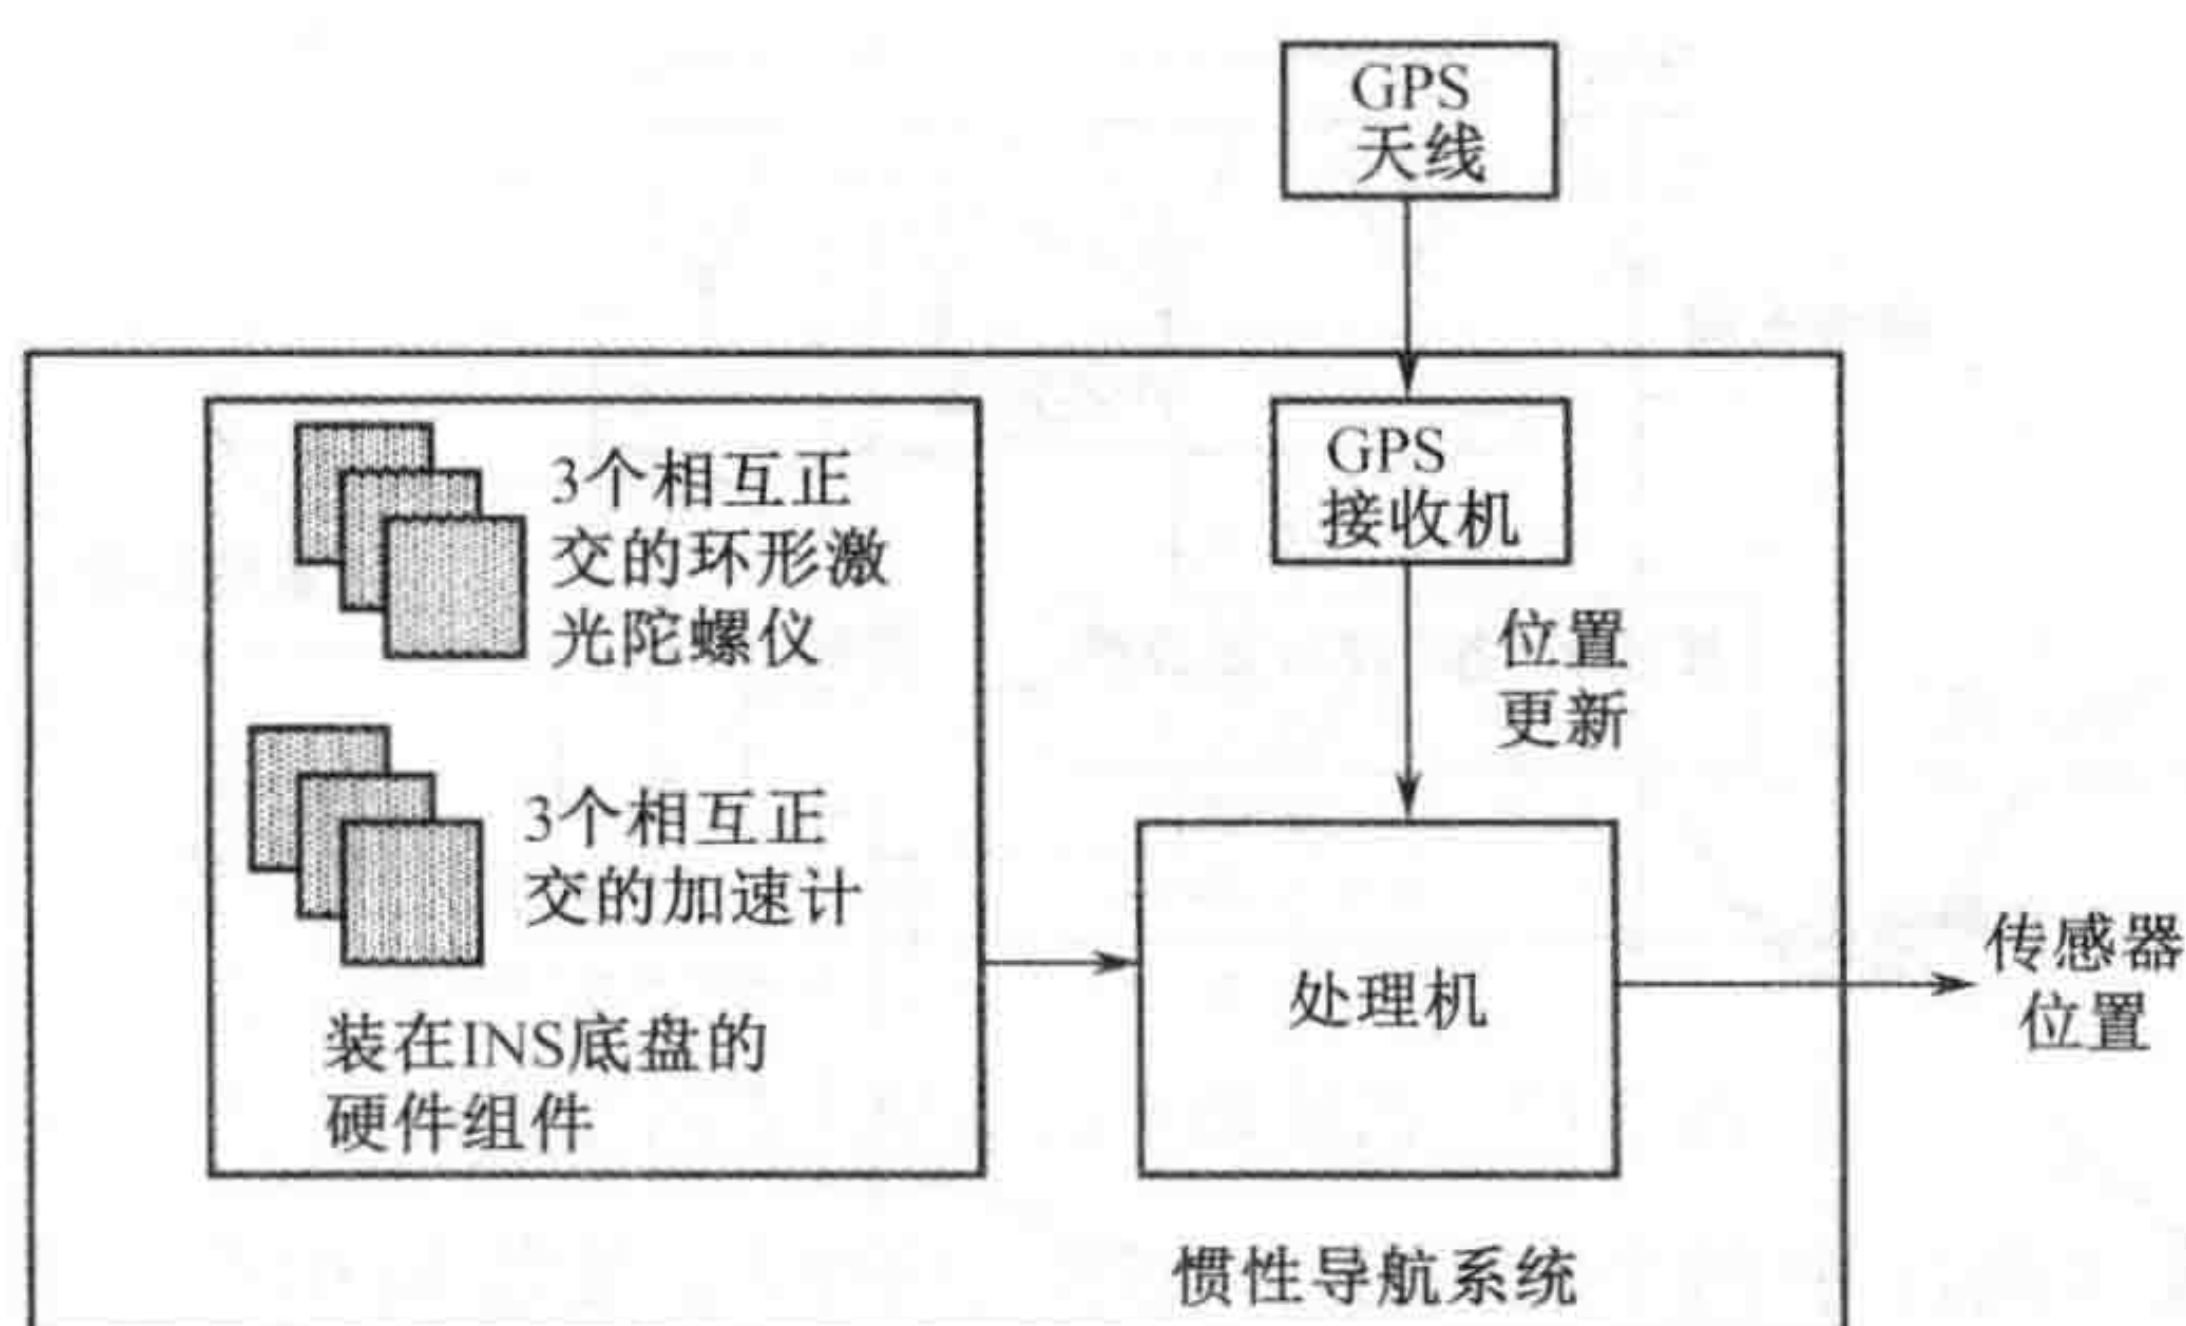 GPS
天线
3个相互正
交的环形激
光陀螺仪
GPS
接收机
位置
更新
3个相互正
交的加速计
装在INS底盘的
硬件组件
处理机
传感器
位置
惯性导航系统